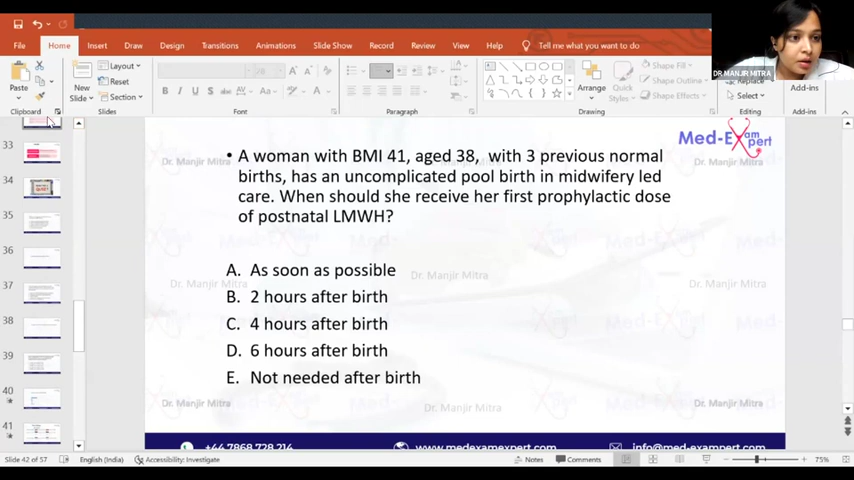 DR MANJIR MITRA
File Home Insert Draw Design Transitions Animations Slide Show Record Review View Help Tell me what you want to do
Paste
New Slide
Layout
Reset
Section
Arrange
Quick Styles
Shape Fill
Shape Outline
Shape Effects
Replace
Select
Add-ins
Clipboard Slides Font Paragraph Drawing Editing Add-ins
33
34
35
36
37
38
39
40
41
Med-Exam Expert
• A woman with BMI 41, aged 38, with 3 previous normal
births, has an uncomplicated pool birth in midwifery led
care. When should she receive her first prophylactic dose
of postnatal LMWH?
A. As soon as possible
B. 2 hours after birth
C. 4 hours after birth
D. 6 hours after birth
E. Not needed after birth
Dr. Manjir Mitra
+44 7868 728 214 www.medexamexpert.com info@med-exampert.com
Slide 42 of 57 English (India) Accessibility: Investigate Notes Comments 75%